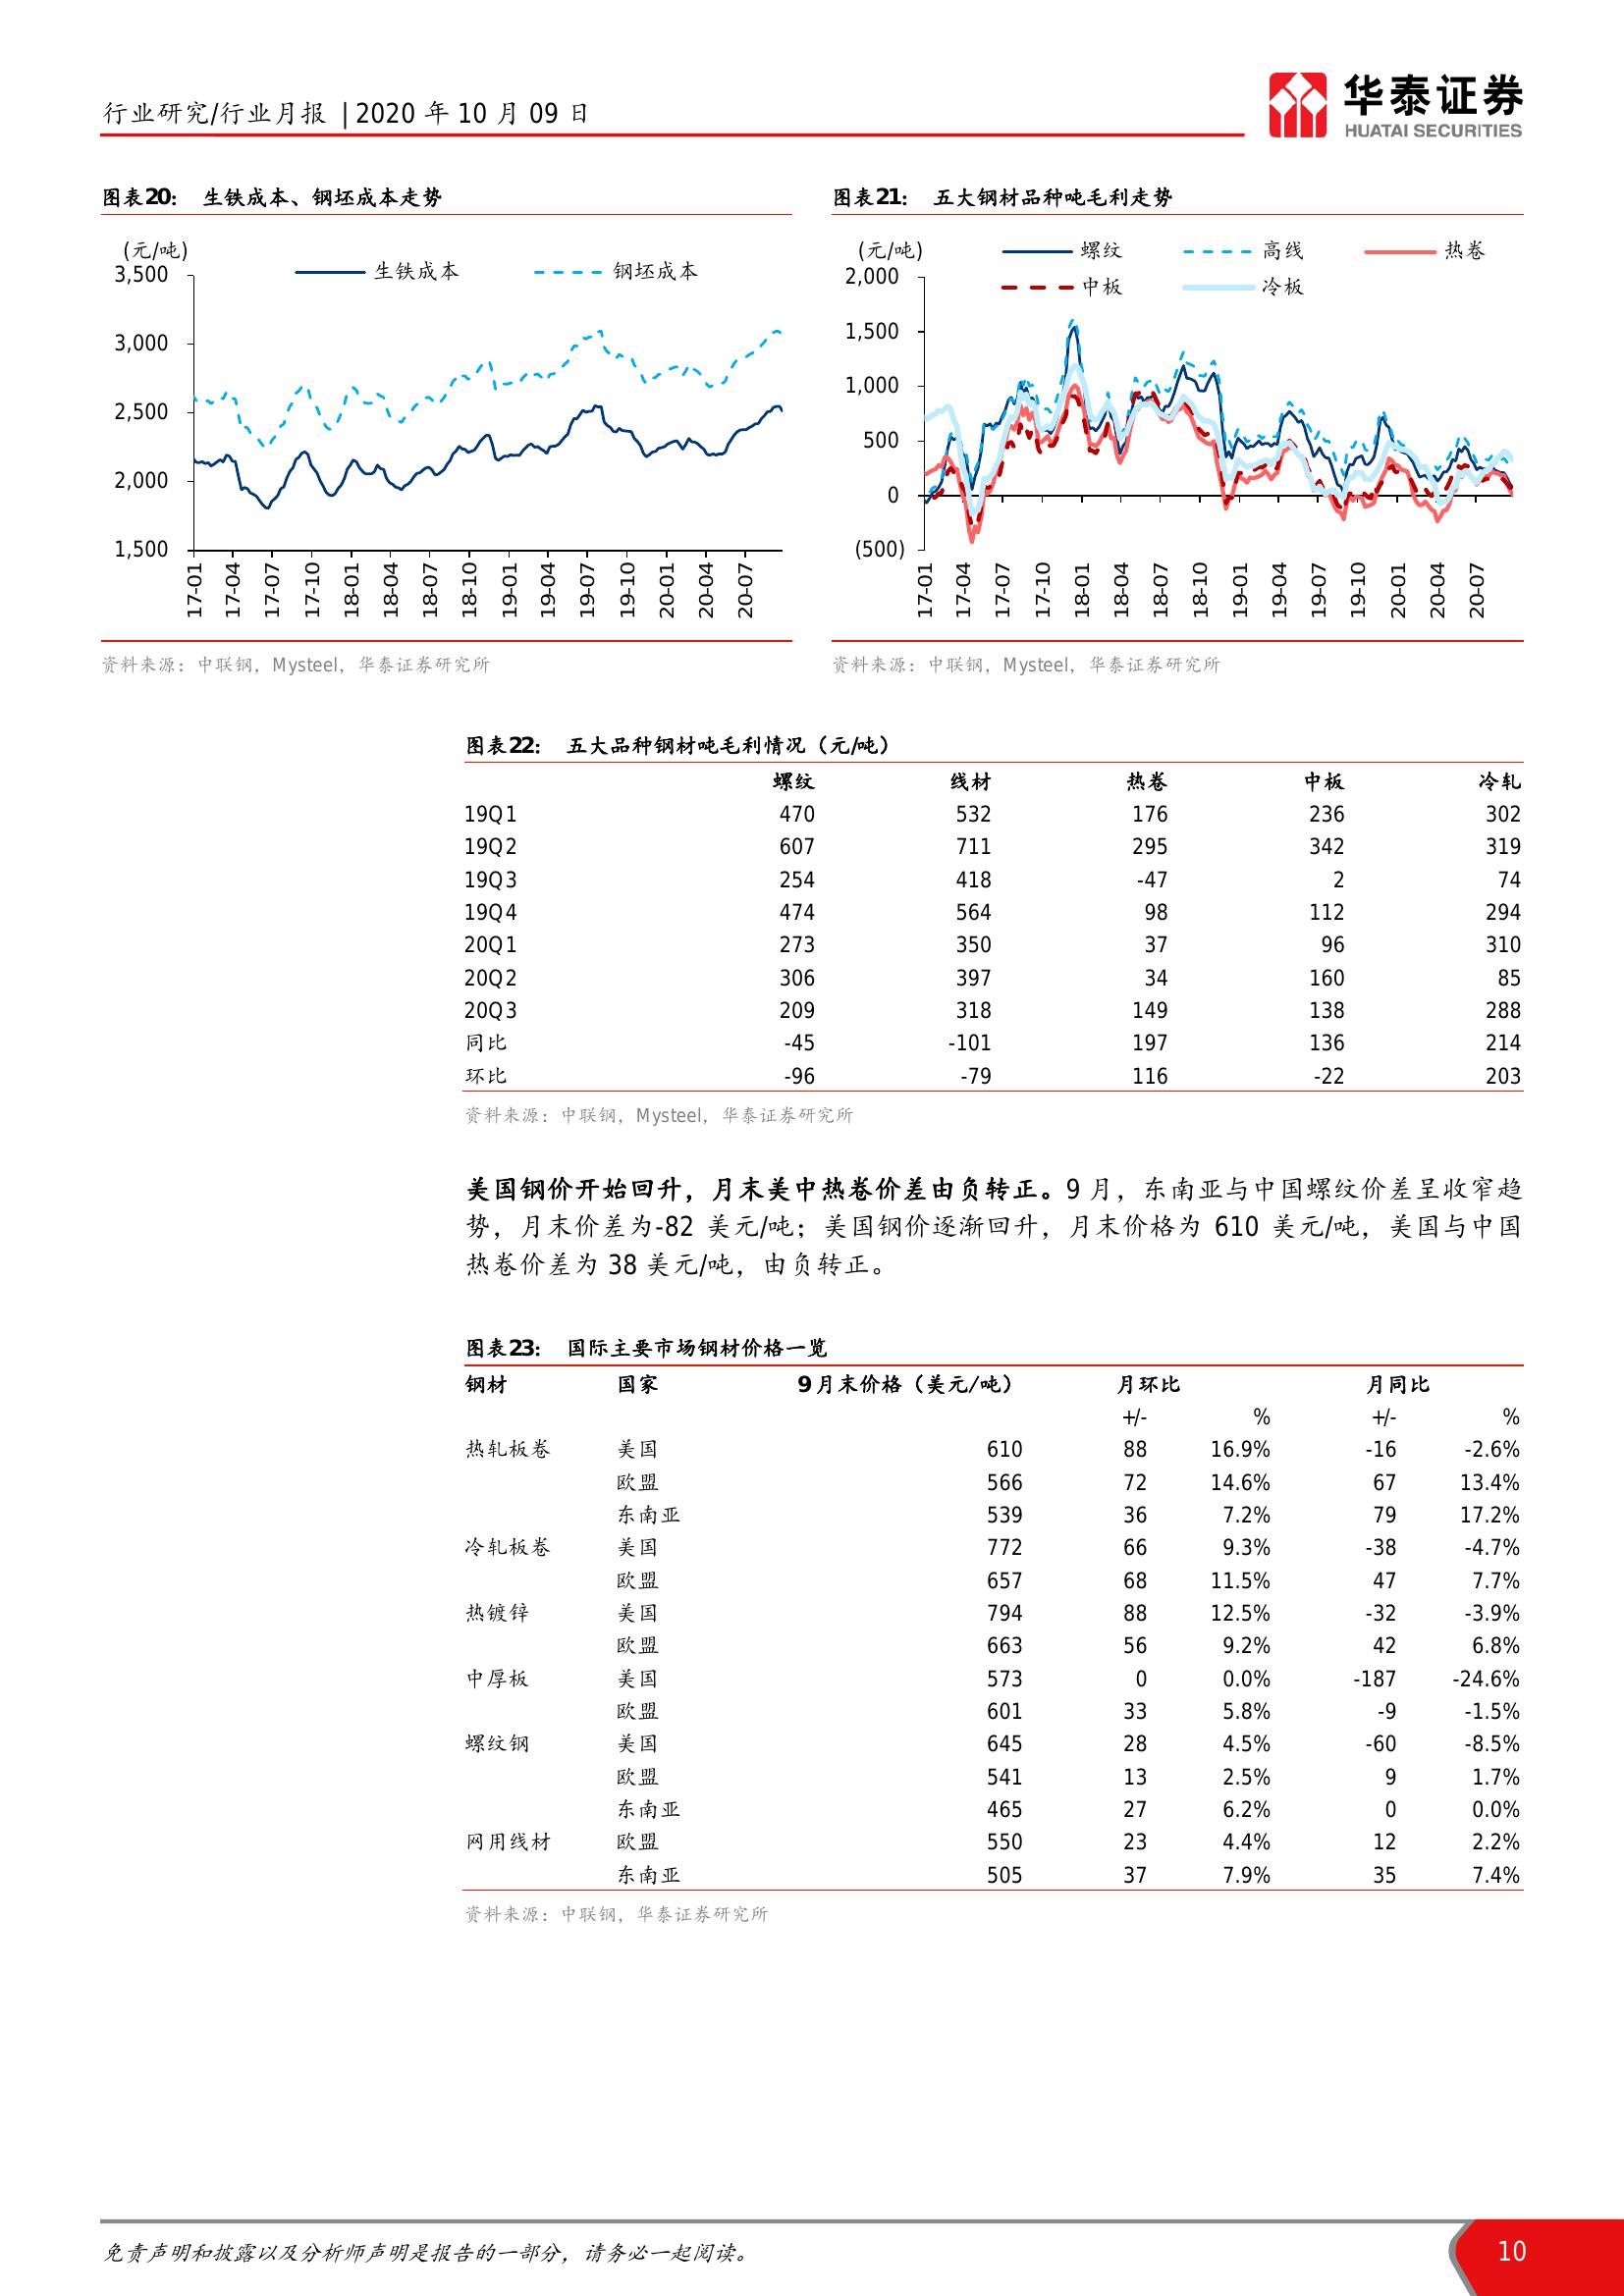 行业研究/行业月报 | 2020 年 10 月 09 日
华泰证券
HUATAI SECURITIES
图表20: 生铁成本、钢坯成本走势
(元/吨)
生铁成本 钢坯成本
3,500
3,000
2,500
2,000
1,500
17-01 17-04 17-07 17-10 18-01 18-04 18-07 18-10 19-01 19-04 19-07 19-10 20-01 20-04 20-07
资料来源：中联钢，Mysteel，华泰证券研究所
图表21: 五大钢材品种吨毛利走势
(元/吨)
螺纹 高线 热卷
中板 冷板
2,000
1,500
1,000
500
0
(500)
17-01 17-04 17-07 17-10 18-01 18-04 18-07 18-10 19-01 19-04 19-07 19-10 20-01 20-04 20-07
资料来源：中联钢，Mysteel，华泰证券研究所
图表22: 五大品种钢材吨毛利情况（元/吨）
螺纹 线材 热卷 中板 冷轧
19Q1 470 532 176 236 302
19Q2 607 711 295 342 319
19Q3 254 418 -47 2 74
19Q4 474 564 98 112 294
20Q1 273 350 37 96 310
20Q2 306 397 34 160 85
20Q3 209 318 149 138 288
同比 -45 -101 197 136 214
环比 -96 -79 116 -22 203
资料来源：中联钢，Mysteel，华泰证券研究所
美国钢价开始回升，月末美中热卷价差由负转正。9 月，东南亚与中国螺纹价差呈收窄趋
势，月末价差为-82 美元/吨；美国钢价逐渐回升，月末价格为 610 美元/吨，美国与中国
热卷价差为 38 美元/吨，由负转正。
图表23: 国际主要市场钢材价格一览
钢材 国家 9月末价格（美元/吨） 月环比 月同比
+/- % +/- %
热轧板卷 美国 610 88 16.9% -16 -2.6%
欧盟 566 72 14.6% 67 13.4%
东南亚 539 36 7.2% 79 17.2%
冷轧板卷 美国 772 66 9.3% -38 -4.7%
欧盟 657 68 11.5% 47 7.7%
热镀锌 美国 794 88 12.5% -32 -3.9%
欧盟 663 56 9.2% 42 6.8%
中厚板 美国 573 0 0.0% -187 -24.6%
欧盟 601 33 5.8% -9 -1.5%
螺纹钢 美国 645 28 4.5% -60 -8.5%
欧盟 541 13 2.5% 9 1.7%
东南亚 465 27 6.2% 0 0.0%
网用线材 欧盟 550 23 4.4% 12 2.2%
东南亚 505 37 7.9% 35 7.4%
资料来源：中联钢，华泰证券研究所
免责声明和披露以及分析师声明是报告的一部分，请务必一起阅读。
10